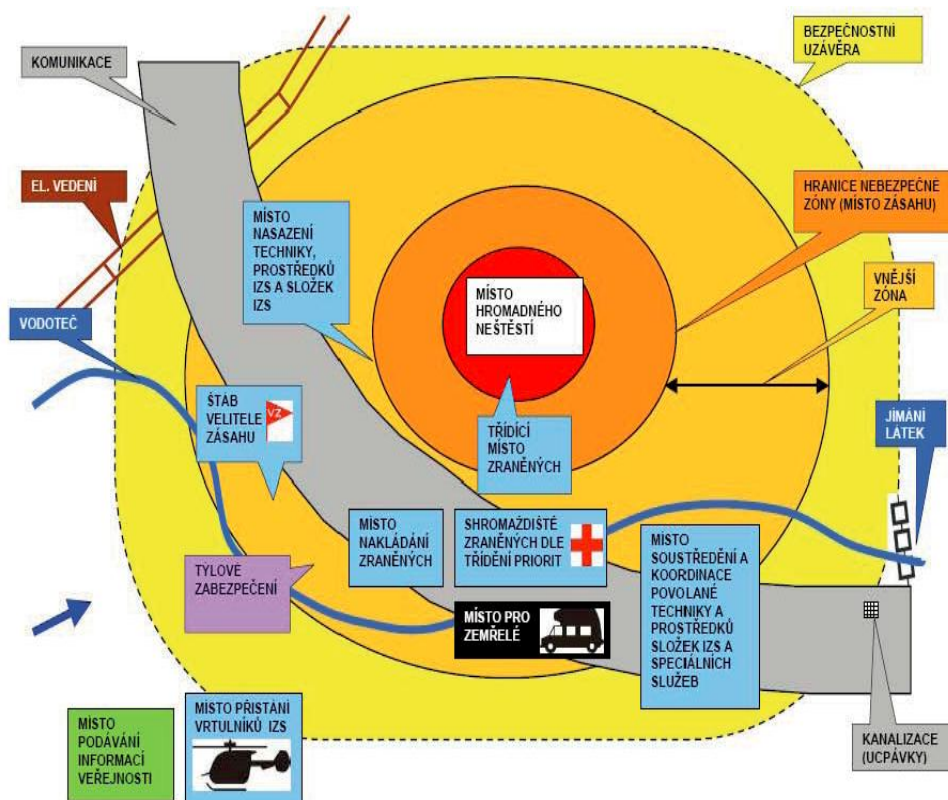 KOMUNIKACE
BEZPEČNOSTNÍ
UZÁVĚRA
EL. VEDENÍ
MÍSTO
NASAZENÍ
TECHNIKY,
PROSTŘEDKŮ
IZS A SLOŽEK
IZS
HRANICE NEBEZPEČNÉ
ZÓNY (MÍSTO ZÁSAHU)
MÍSTO
HROMADNÉHO
NEŠTĚSTÍ
VNĚJŠÍ
ZÓNA
VODOTEČ
ŠTÁB
VELITELE
ZÁSAHU
VZ
TŘÍDÍCÍ
MÍSTO
ZRANĚNÝCH
JÍMÁNÍ
LÁTEK
MÍSTO
NAKLÁDÁNÍ
ZRANĚNÝCH
SHROMAŽDIŠTĚ
ZRANĚNÝCH DLE
TŘÍDĚNÍ PRIORIT
MÍSTO
SOUSTŘEDĚNÍ A
KOORDINACE
POVOLANÉ
TECHNIKY A
PROSTŘEDKŮ
SLOŽEK IZS A
SPECIÁLNÍCH
SLUŽEB
TÝLOVÉ
ZABEZPEČENÍ
MÍSTO PRO
ZEMŘELÉ
MÍSTO
PODÁVÁNÍ
INFORMACÍ
VEŘEJNOSTI
MÍSTO PŘISTÁNÍ
VRTULNÍKŮ IZS
KANALIZACE
(UCPÁVKY)